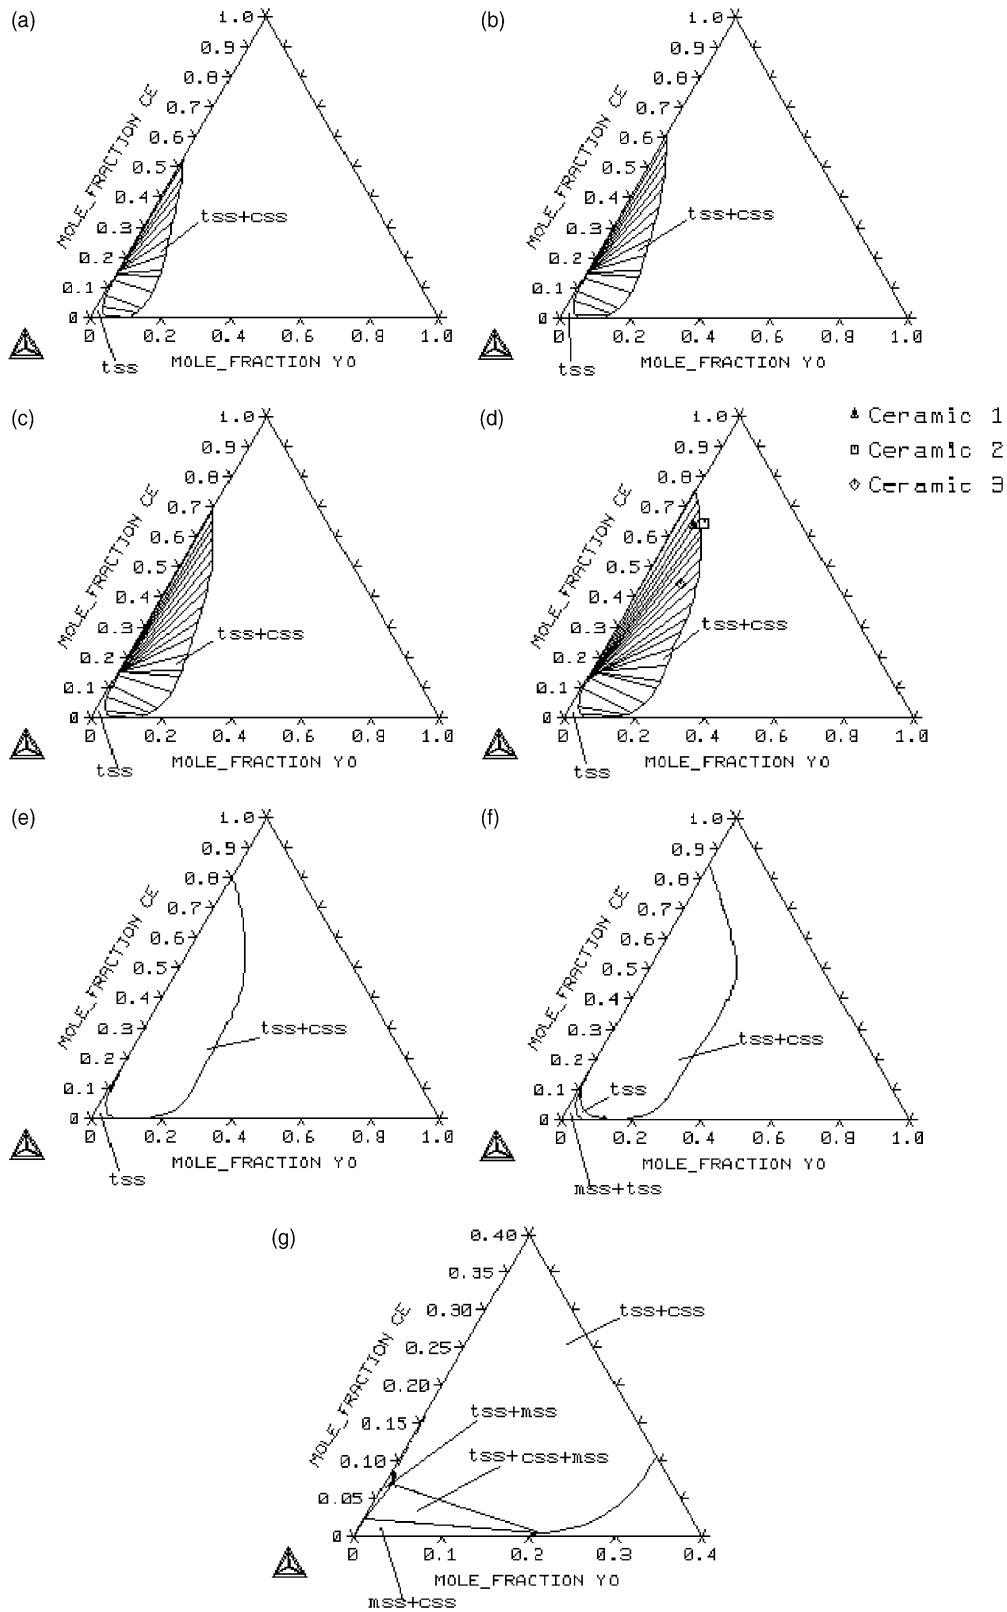 (a)
1.0
0.9
0.8
0.7
0.6
0.5
0.4
0.3
0.2
0.1
0
MOLE_FRACTION CE
tss+css
0 0.2 0.4 0.6 0.8 1.0
MOLE_FRACTION YO
tss
(b)
1.0
0.9
0.8
0.7
0.6
0.5
0.4
0.3
0.2
0.1
0
MOLE_FRACTION CE
tss+css
0 0.2 0.4 0.6 0.8 1.0
MOLE_FRACTION YO
tss
(c)
1.0
0.9
0.8
0.7
0.6
0.5
0.4
0.3
0.2
0.1
0
MOLE_FRACTION CE
tss+css
0 0.2 0.4 0.6 0.8 1.0
MOLE_FRACTION YO
tss
(d)
1.0
0.9
0.8
0.7
0.6
0.5
0.4
0.3
0.2
0.1
0
MOLE_FRACTION CE
Ceramic 1
Ceramic 2
Ceramic 3
tss+css
0 0.2 0.4 0.6 0.8 1.0
MOLE_FRACTION YO
tss
(e)
1.0
0.9
0.8
0.7
0.6
0.5
0.4
0.3
0.2
0.1
0
MOLE_FRACTION CE
tss+css
0 0.2 0.4 0.6 0.8 1.0
MOLE_FRACTION YO
tss
(f)
1.0
0.9
0.8
0.7
0.6
0.5
0.4
0.3
0.2
0.1
0
MOLE_FRACTION CE
tss+css
tss
0 0.2 0.4 0.6 0.8 1.0
MOLE_FRACTION YO
mss+tss
(g)
0.40
0.35
0.30
0.25
0.20
0.15
0.10
0.05
0
MOLE_FRACTION CE
tss+css
tss+mss
tss+css+mss
0 0.1 0.2 0.3 0.4
MOLE_FRACTION YO
mss+css